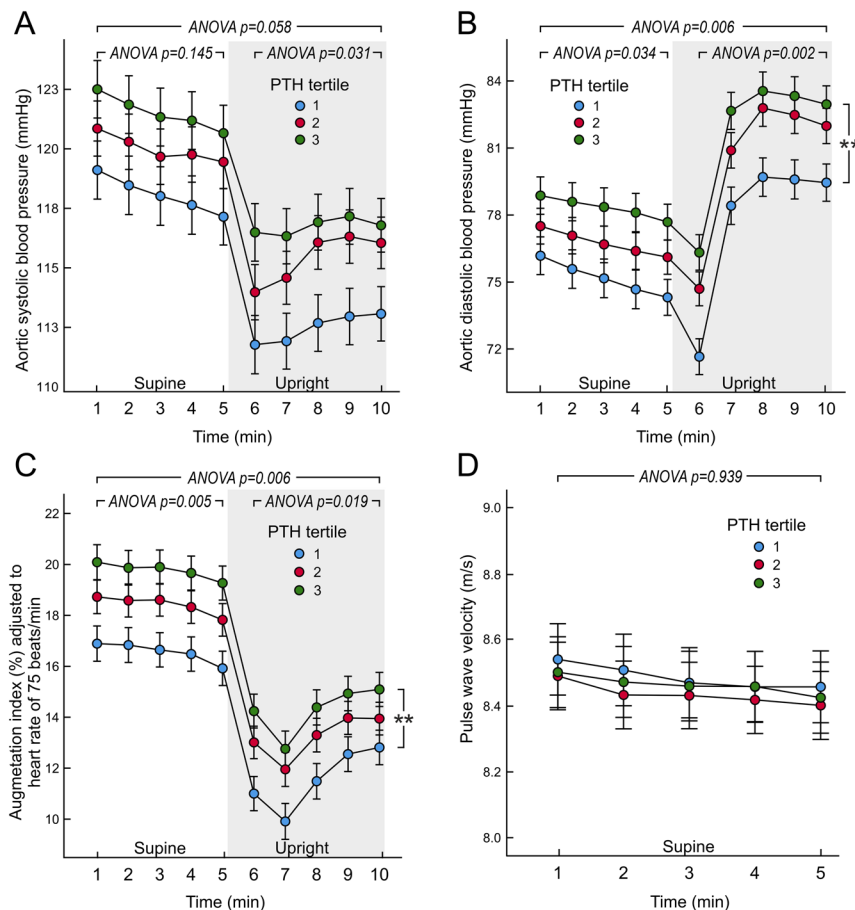 A
ANOVA p=0.058
ANOVA p=0.145
ANOVA p=0.031
PTH tertile
1
2
3
Aortic systolic blood pressure (mmHg)
123
120
118
115
113
110
Supine
Upright
1 2 3 4 5 6 7 8 9 10
Time (min)
B
ANOVA p=0.006
ANOVA p=0.034
ANOVA p=0.002
PTH tertile
1
2
3
Aortic diastolic blood pressure (mmHg)
84
81
78
75
72
**
Supine
Upright
1 2 3 4 5 6 7 8 9 10
Time (min)
C
ANOVA p=0.006
ANOVA p=0.005
ANOVA p=0.019
PTH tertile
1
2
3
Augmetation index (%) adjusted to
heart rate of 75 beats/min
22
20
18
16
14
12
10
**
Supine
Upright
1 2 3 4 5 6 7 8 9 10
Time (min)
D
ANOVA p=0.939
PTH tertile
1
2
3
Pulse wave velocity (m/s)
9.0
8.8
8.6
8.4
8.2
8.0
Supine
1 2 3 4 5
Time (min)